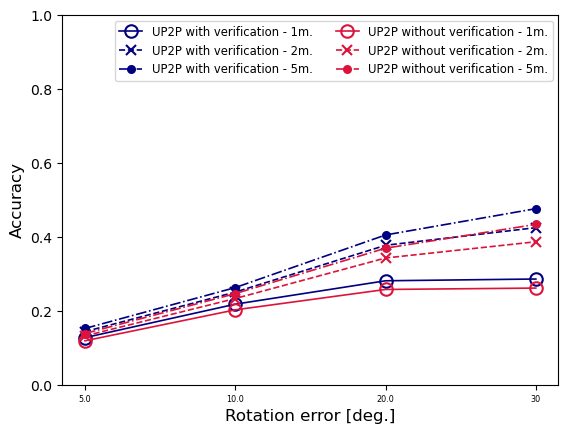 UP2P with verification - 1m.
UP2P with verification - 2m.
UP2P with verification - 5m.
UP2P without verification - 1m.
UP2P without verification - 2m.
UP2P without verification - 5m.
1.0
0.8
0.6
0.4
0.2
0.0
Accuracy
5.0 10.0 20.0 30
Rotation error [deg.]